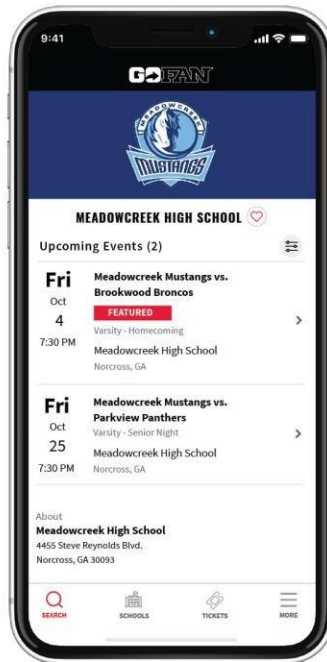 9:41
GOFAN
MEADOWCREEK
MUSTANGS
MEADOWCREEK HIGH SCHOOL
Upcoming Events (2)
Fri
Oct
4
7:30 PM
Meadowcreek Mustangs vs.
Brookwood Broncos
FEATURED
Varsity - Homecoming
Meadowcreek High School
Norcross, GA
Fri
Oct
25
7:30 PM
Meadowcreek Mustangs vs.
Parkview Panthers
Varsity - Senior Night
Meadowcreek High School
Norcross, GA
About
Meadowcreek High School
4455 Steve Reynolds Blvd.
Norcross, GA 30093
SEARCH
SCHOOLS
TICKETS
MORE